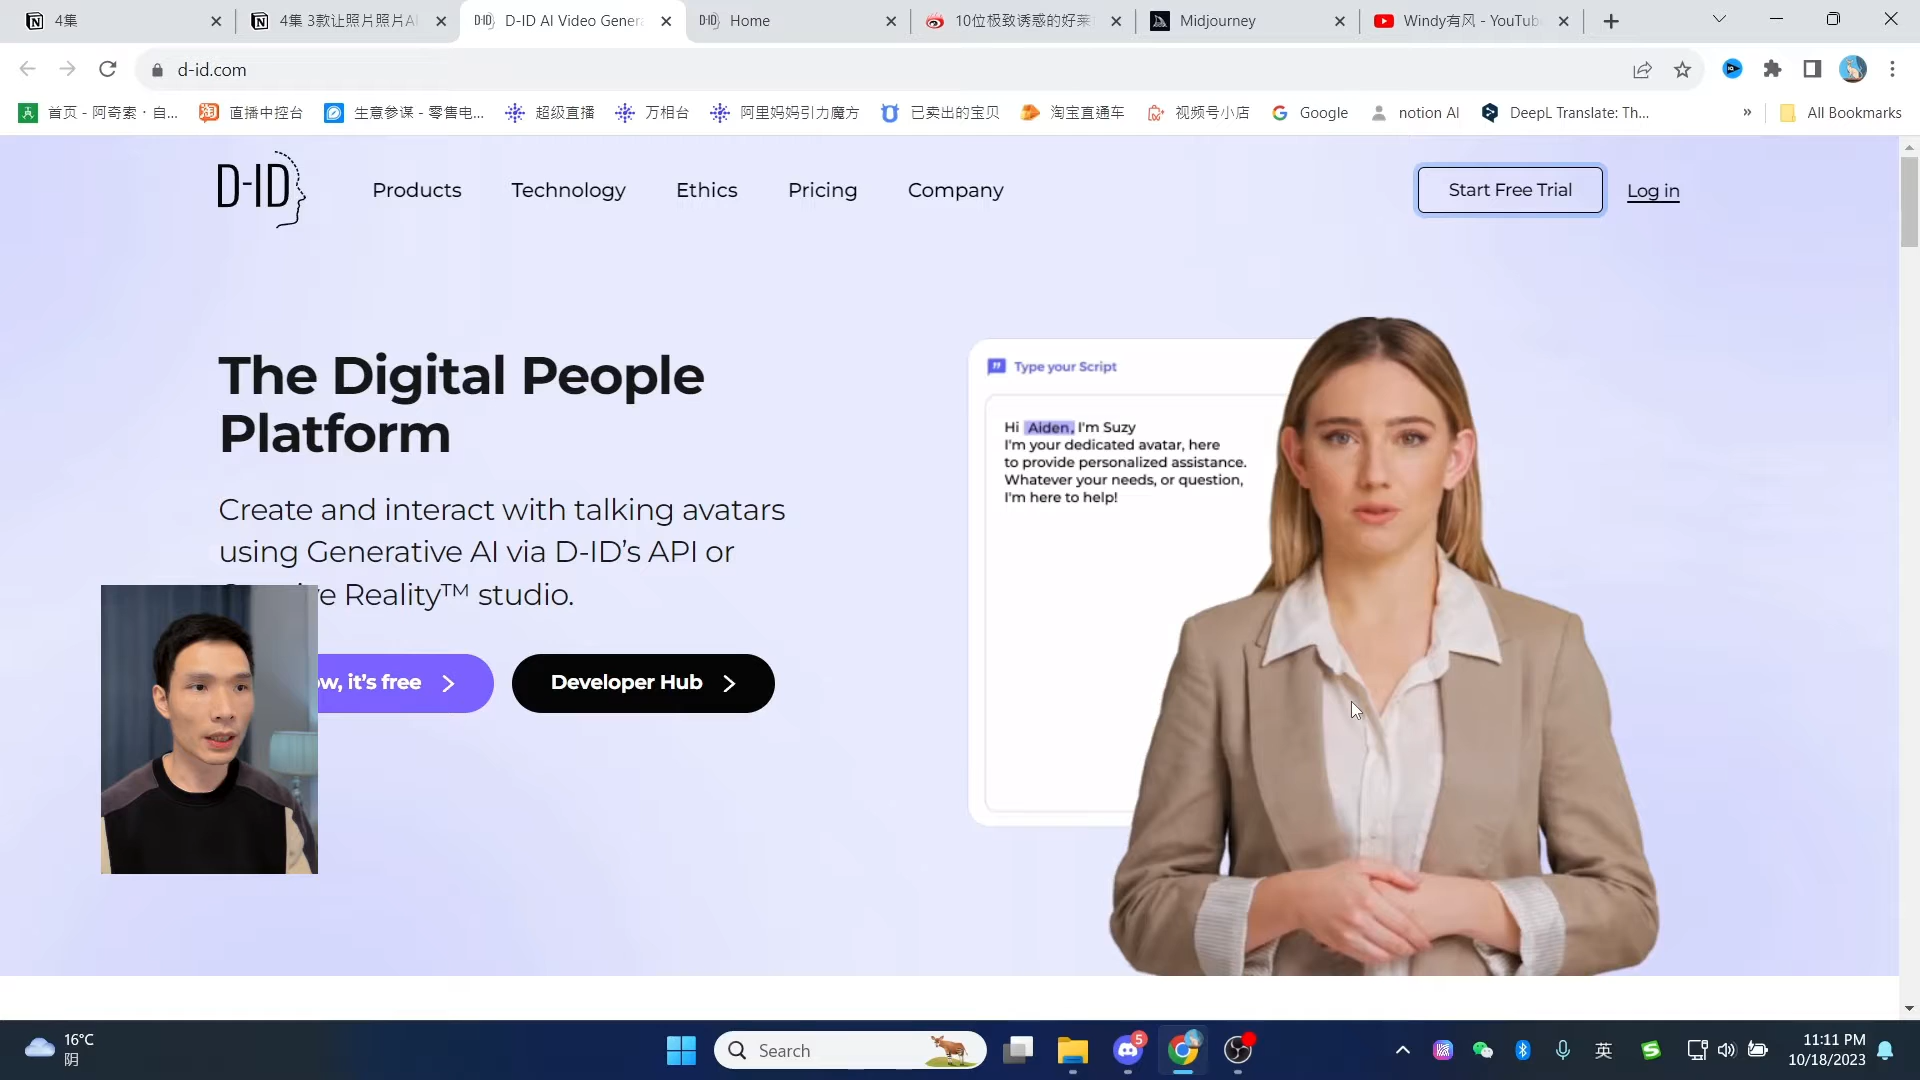 4集
4集 3款让照片照片A
D-ID AI Video Genera
Home
10位极致诱惑的好莱
Midjourney
Windy有风 - YouTub
d-id.com
首页 - 阿奇索 · 自...
淘
直播中控台
生意参谋 - 零售电...
超级直播
万相台
阿里妈妈引力魔方
已卖出的宝贝
淘宝直通车
视频号小店
Google
notion AI
DeepL Translate: Th...
»
All Bookmarks
D-ID
Products
Technology
Ethics
Pricing
Company
Start Free Trial
Log in
The Digital People
Platform
Create and interact with talking avatars
using Generative AI via D-ID’s API or
e Reality™ studio.
ow, it’s free
Developer Hub
Type your Script
Hi Aiden, I'm Suzy
I'm your dedicated avatar, here
to provide personalized assistance.
Whatever your needs, or question,
I'm here to help!
16°C
阴
Search
5
英
11:11 PM
10/18/2023